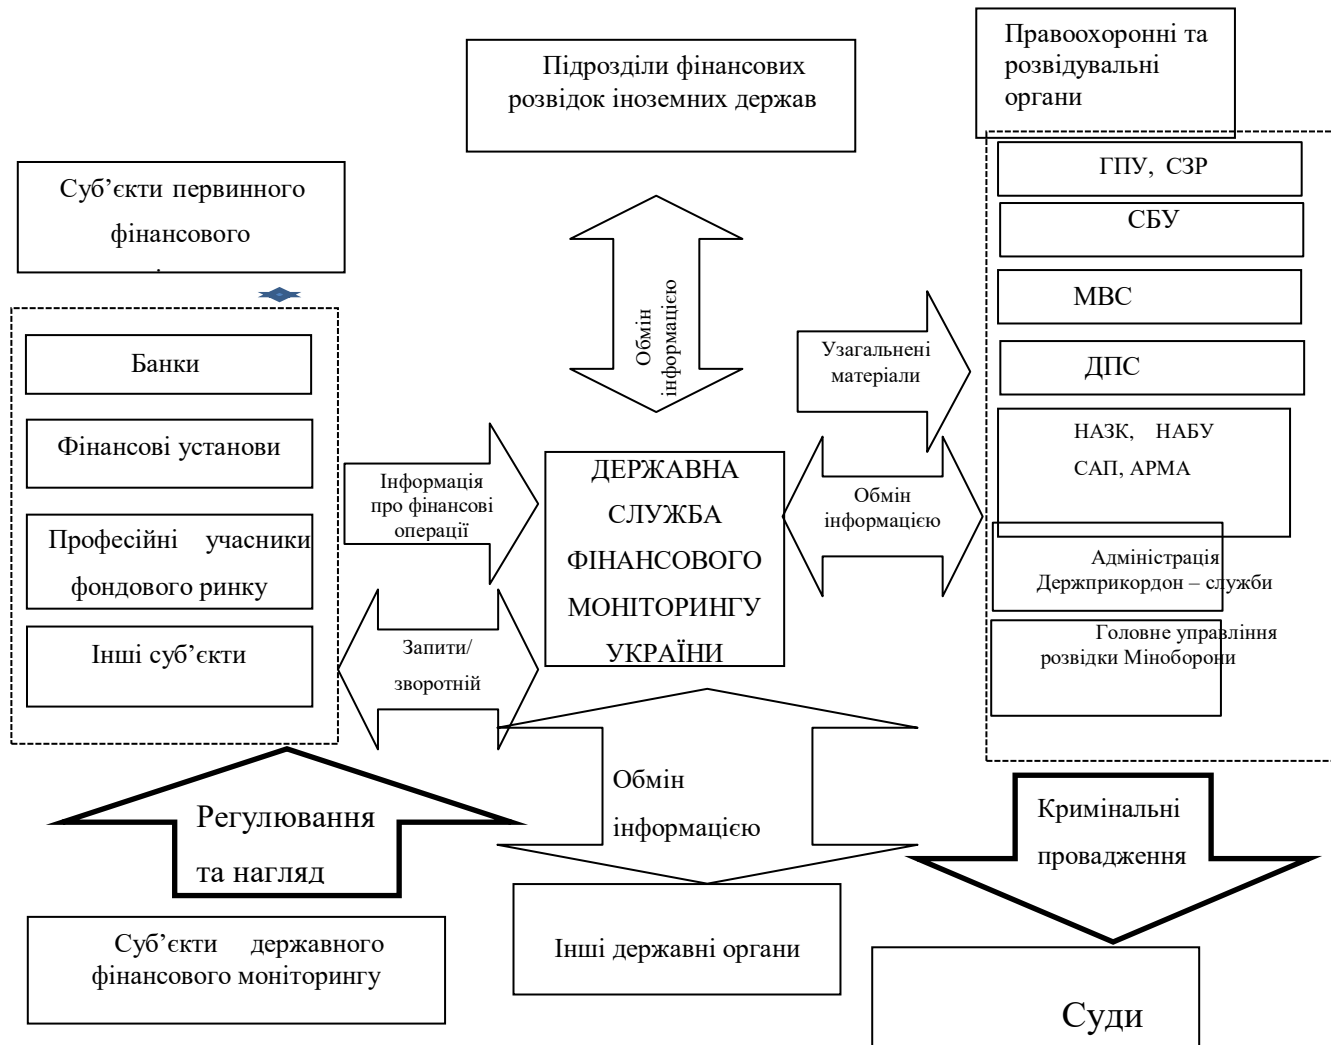 Підрозділи фінансових
розвідок іноземних держав
Правоохоронні та
розвідувальні
органи
Суб’єкти первинного
фінансового
ГПУ, СЗР
СБУ
МВС
ДПС
НАЗК, НАБУ
САП, АРМА
Адміністрація
Держприкордон – служби
Головне управління
розвідки Міноборони
Банки
Фінансові установи
Професійні учасники
фондового ринку
Інші суб’єкти
Обмін
інформацією
Узагальнені
матеріали
Інформація
про фінансові
операції
ДЕРЖАВНА
СЛУЖБА
ФІНАНСОВОГО
МОНІТОРИНГУ
УКРАЇНИ
Обмін
інформацією
Запити/
зворотній
Обмін
інформацією
Регулювання
та нагляд
Кримінальні
провадження
Суб’єкти державного
фінансового моніторингу
Інші державні органи
Суди